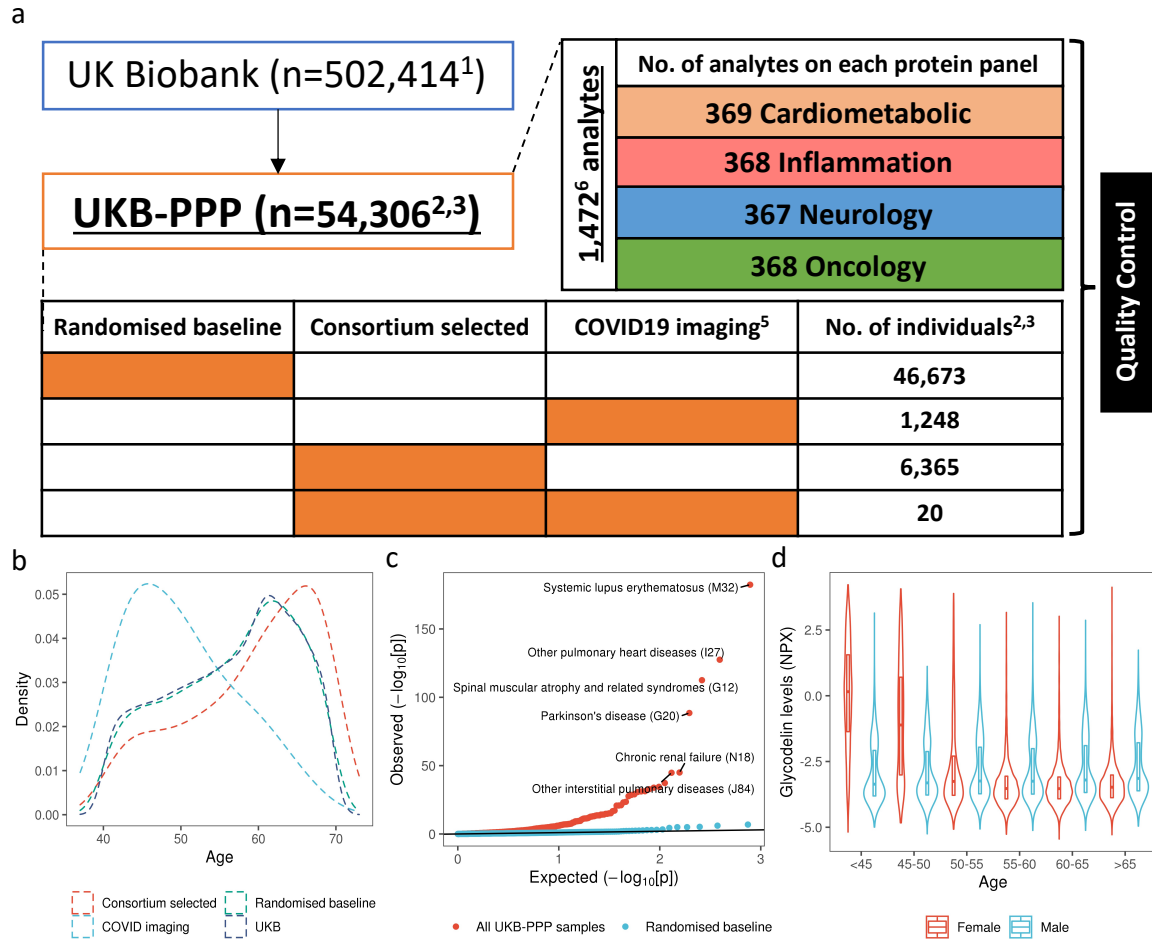 a
UK Biobank (n=502,414¹)
UKB-PPP (n=54,306²,³)
1,472⁶ analytes
No. of analytes on each protein panel
369 Cardiometabolic
368 Inflammation
367 Neurology
368 Oncology
Quality Control
Randomised baseline Consortium selected COVID19 imaging⁵ No. of individuals²,³
46,673
1,248
6,365
20
b
Density
0.05
0.04
0.03
0.02
0.01
0.00
40 50 60 70
Age
Consortium selected Randomised baseline
COVID imaging UKB
c
Observed (−log₁₀[p])
150
100
50
0
Systemic lupus erythematosus (M32)
Other pulmonary heart diseases (I27)
Spinal muscular atrophy and related syndromes (G12)
Parkinson's disease (G20)
Chronic renal failure (N18)
Other interstitial pulmonary diseases (J84)
0 1 2 3
Expected (−log₁₀[p])
All UKB-PPP samples Randomised baseline
d
Glycodelin levels (NPX)
2.5
0.0
-2.5
-5.0
<45 45-50 50-55 55-60 60-65 >65
Age
Female Male